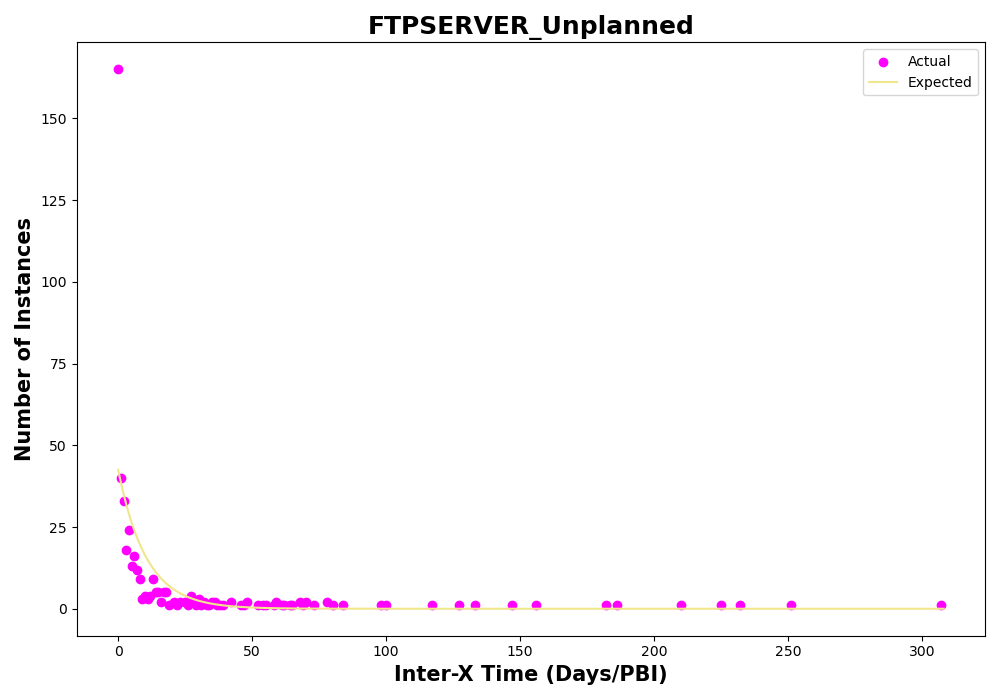 FTPSERVER_Unplanned
Actual
Expected
Number of Instances
150
125
100
75
50
25
0
0 50 100 150 200 250 300
Inter-X Time (Days/PBI)